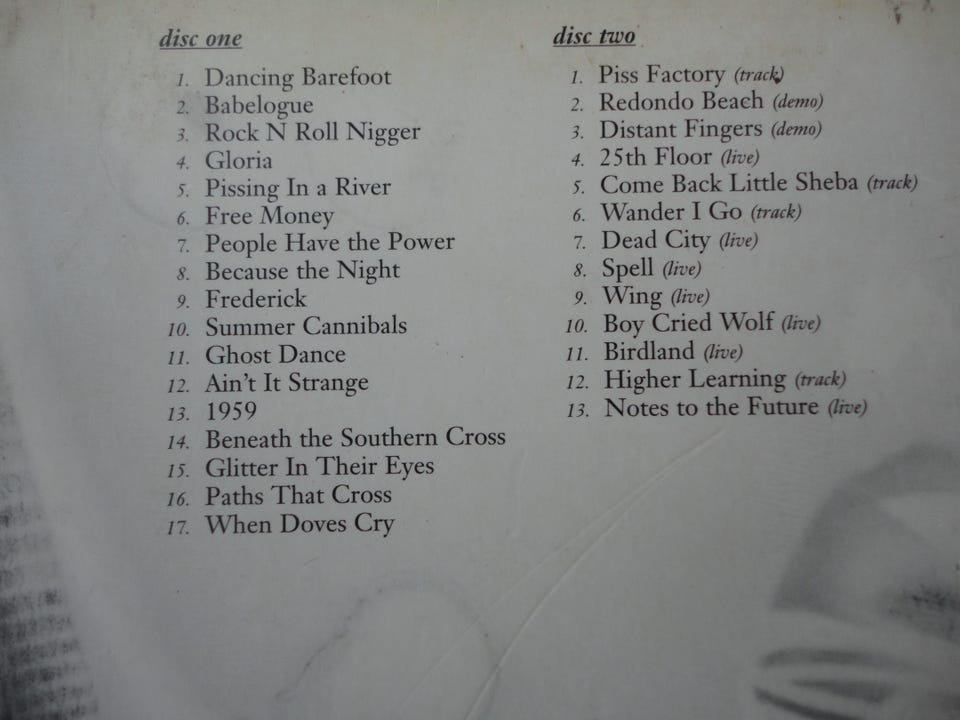 disc one
1. Dancing Barefoot
2. Babelogue
3. Rock N Roll Nigger
4. Gloria
5. Pissing In a River
6. Free Money
7. People Have the Power
8. Because the Night
9. Frederick
10. Summer Cannibals
11. Ghost Dance
12. Ain't It Strange
13. 1959
14. Beneath the Southern Cross
15. Glitter In Their Eyes
16. Paths That Cross
17. When Doves Cry
disc two
1. Piss Factory (track)
2. Redondo Beach (demo)
3. Distant Fingers (demo)
4. 25th Floor (live)
5. Come Back Little Sheba (track)
6. Wander I Go (track)
7. Dead City (live)
8. Spell (live)
9. Wing (live)
10. Boy Cried Wolf (live)
11. Birdland (live)
12. Higher Learning (track)
13. Notes to the Future (live)